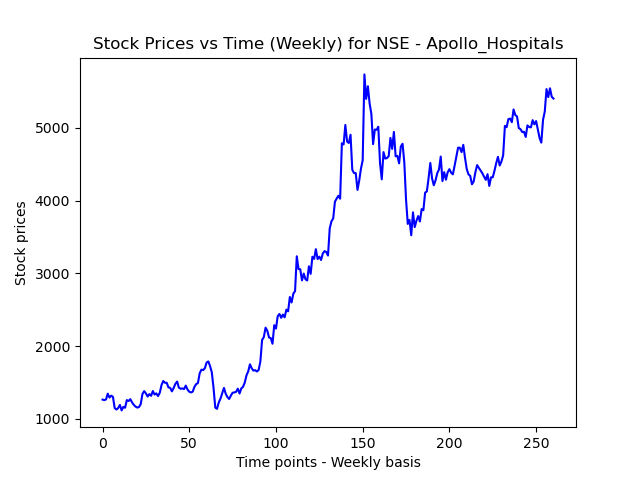 Stock Prices vs Time (Weekly) for NSE - Apollo_Hospitals
5000
4000
3000
2000
1000
Stock prices
0 50 100 150 200 250
Time points - Weekly basis